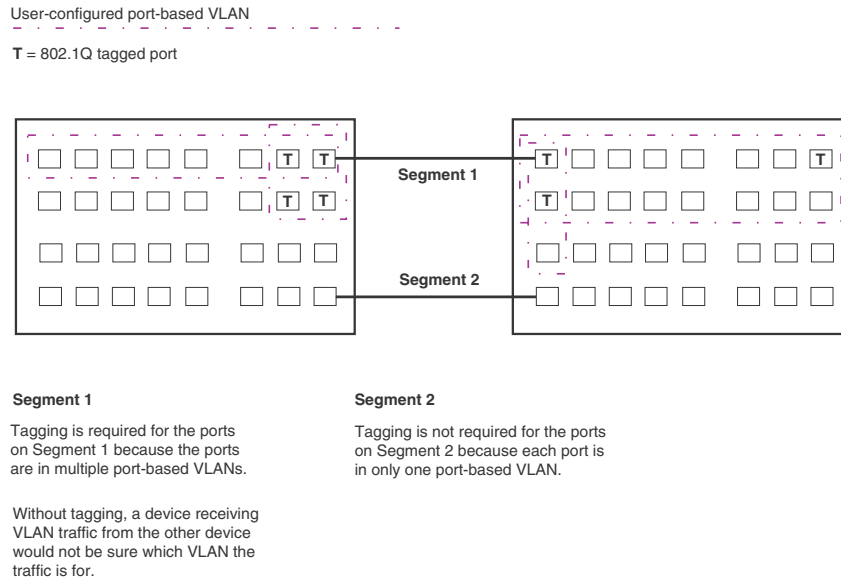 User-configured port-based VLAN
T = 802.1Q tagged port
T T T T
Segment 1
T T T
Segment 2
Segment 1
Tagging is required for the ports
on Segment 1 because the ports
are in multiple port-based VLANs.
Without tagging, a device receiving
VLAN traffic from the other device
would not be sure which VLAN the
traffic is for.
Segment 2
Tagging is not required for the ports
on Segment 2 because each port is
in only one port-based VLAN.